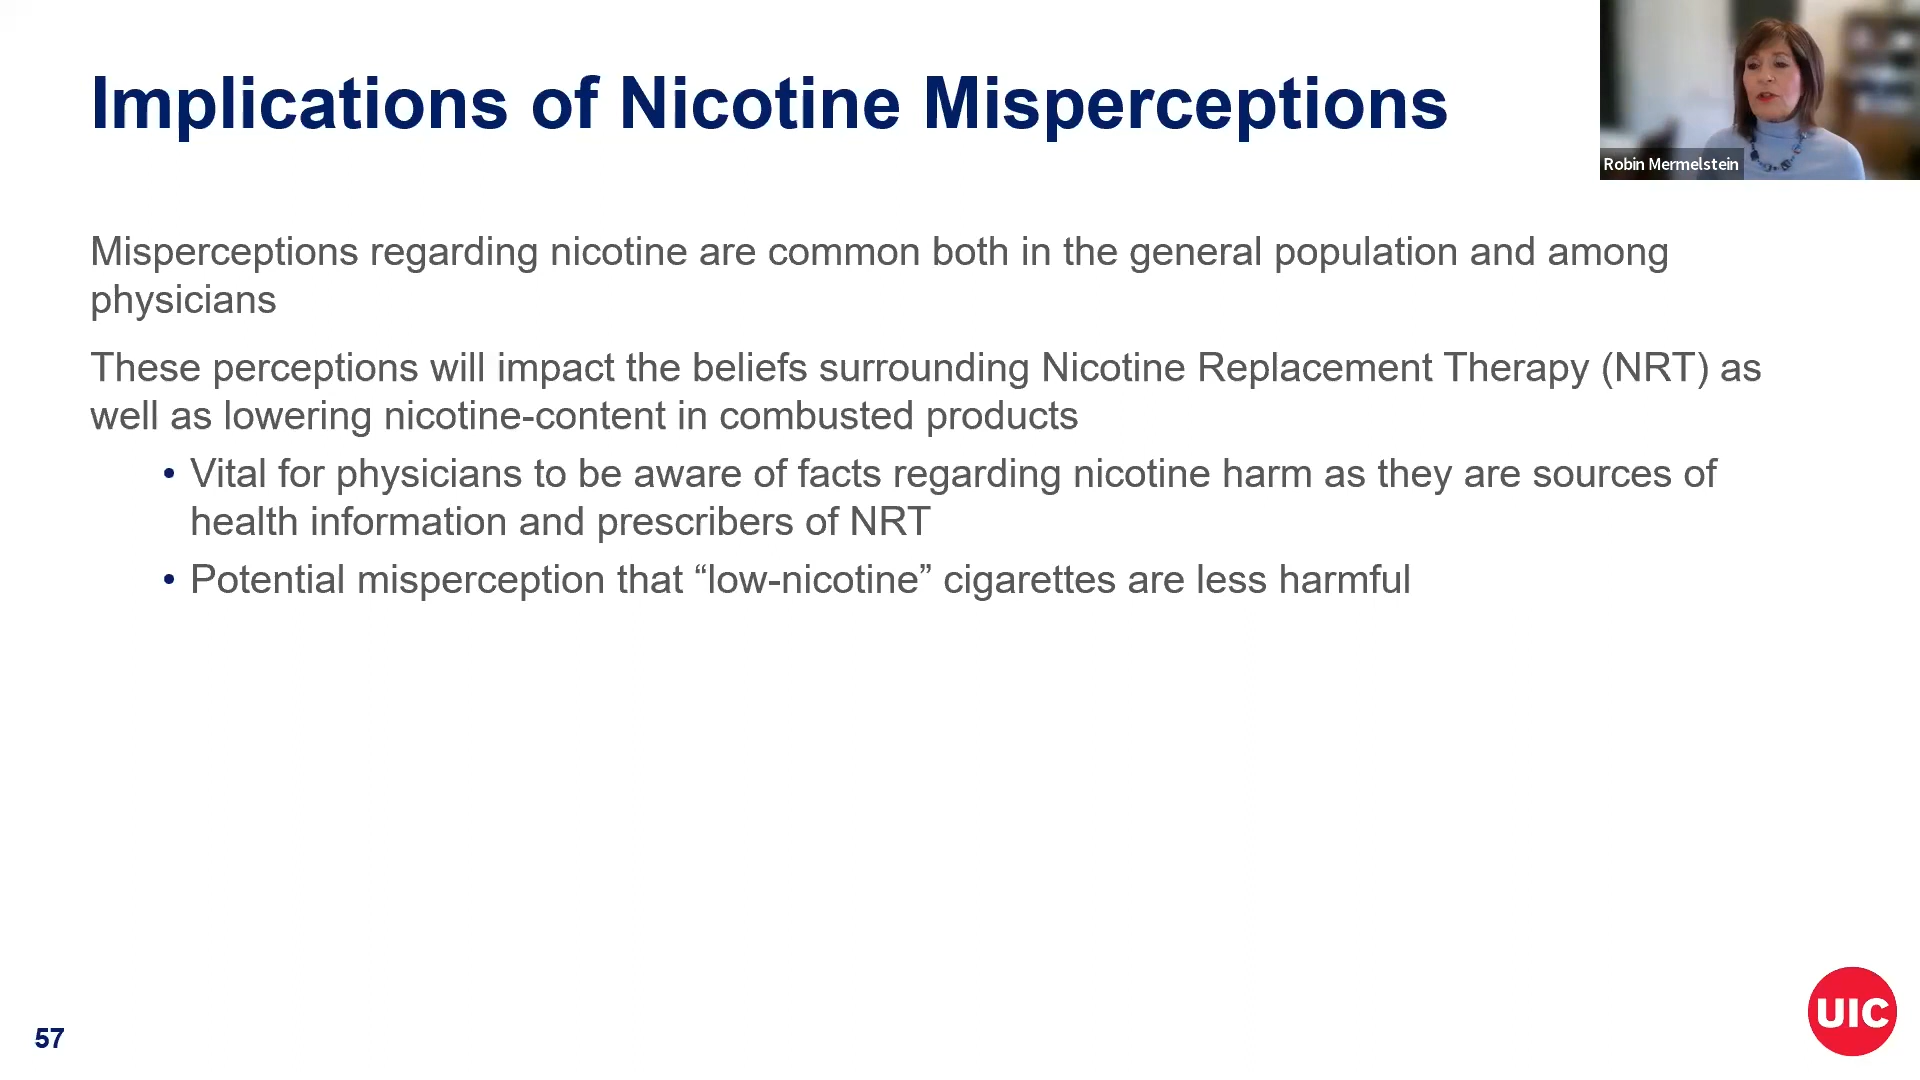 Implications of Nicotine Misperceptions
Robin Mermelstein
Misperceptions regarding nicotine are common both in the general population and among
physicians
These perceptions will impact the beliefs surrounding Nicotine Replacement Therapy (NRT) as
well as lowering nicotine-content in combusted products
• Vital for physicians to be aware of facts regarding nicotine harm as they are sources of
health information and prescribers of NRT
• Potential misperception that “low-nicotine” cigarettes are less harmful
57
UIC